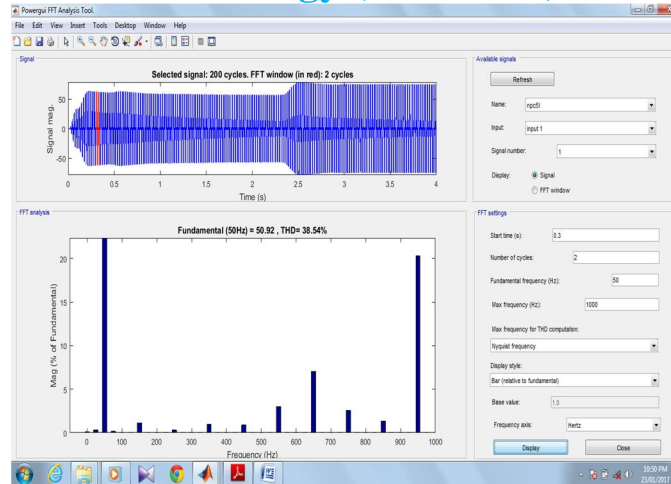 Powergui FFT Analysis Tool.
File Edit View Insert Tools Desktop Window Help
Signal
Selected signal: 200 cycles. FFT window (in red): 2 cycles
Signal mag.
50
0
-50
0 0.5 1 1.5 2 2.5 3 3.5 4
Time (s)
FFT analysis
Fundamental (50Hz) = 50.92 , THD= 38.54%
Mag (% of Fundamental)
20
15
10
5
0
0 100 200 300 400 500 600 700 800 900 1000
Frequency (Hz)
Available signals
Refresh
Name: npc5l
Input: input 1
Signal number: 1
Display: Signal
FFT window
FFT settings
Start time (s): 0.3
Number of cycles: 2
Fundamental frequency (Hz): 50
Max frequency (Hz): 1000
Max frequency for THD computation:
Nyquist frequency
Display style:
Bar (relative to fundamental)
Base value: 1.0
Frequency axis: Hertz
Display Close
10:50 PM